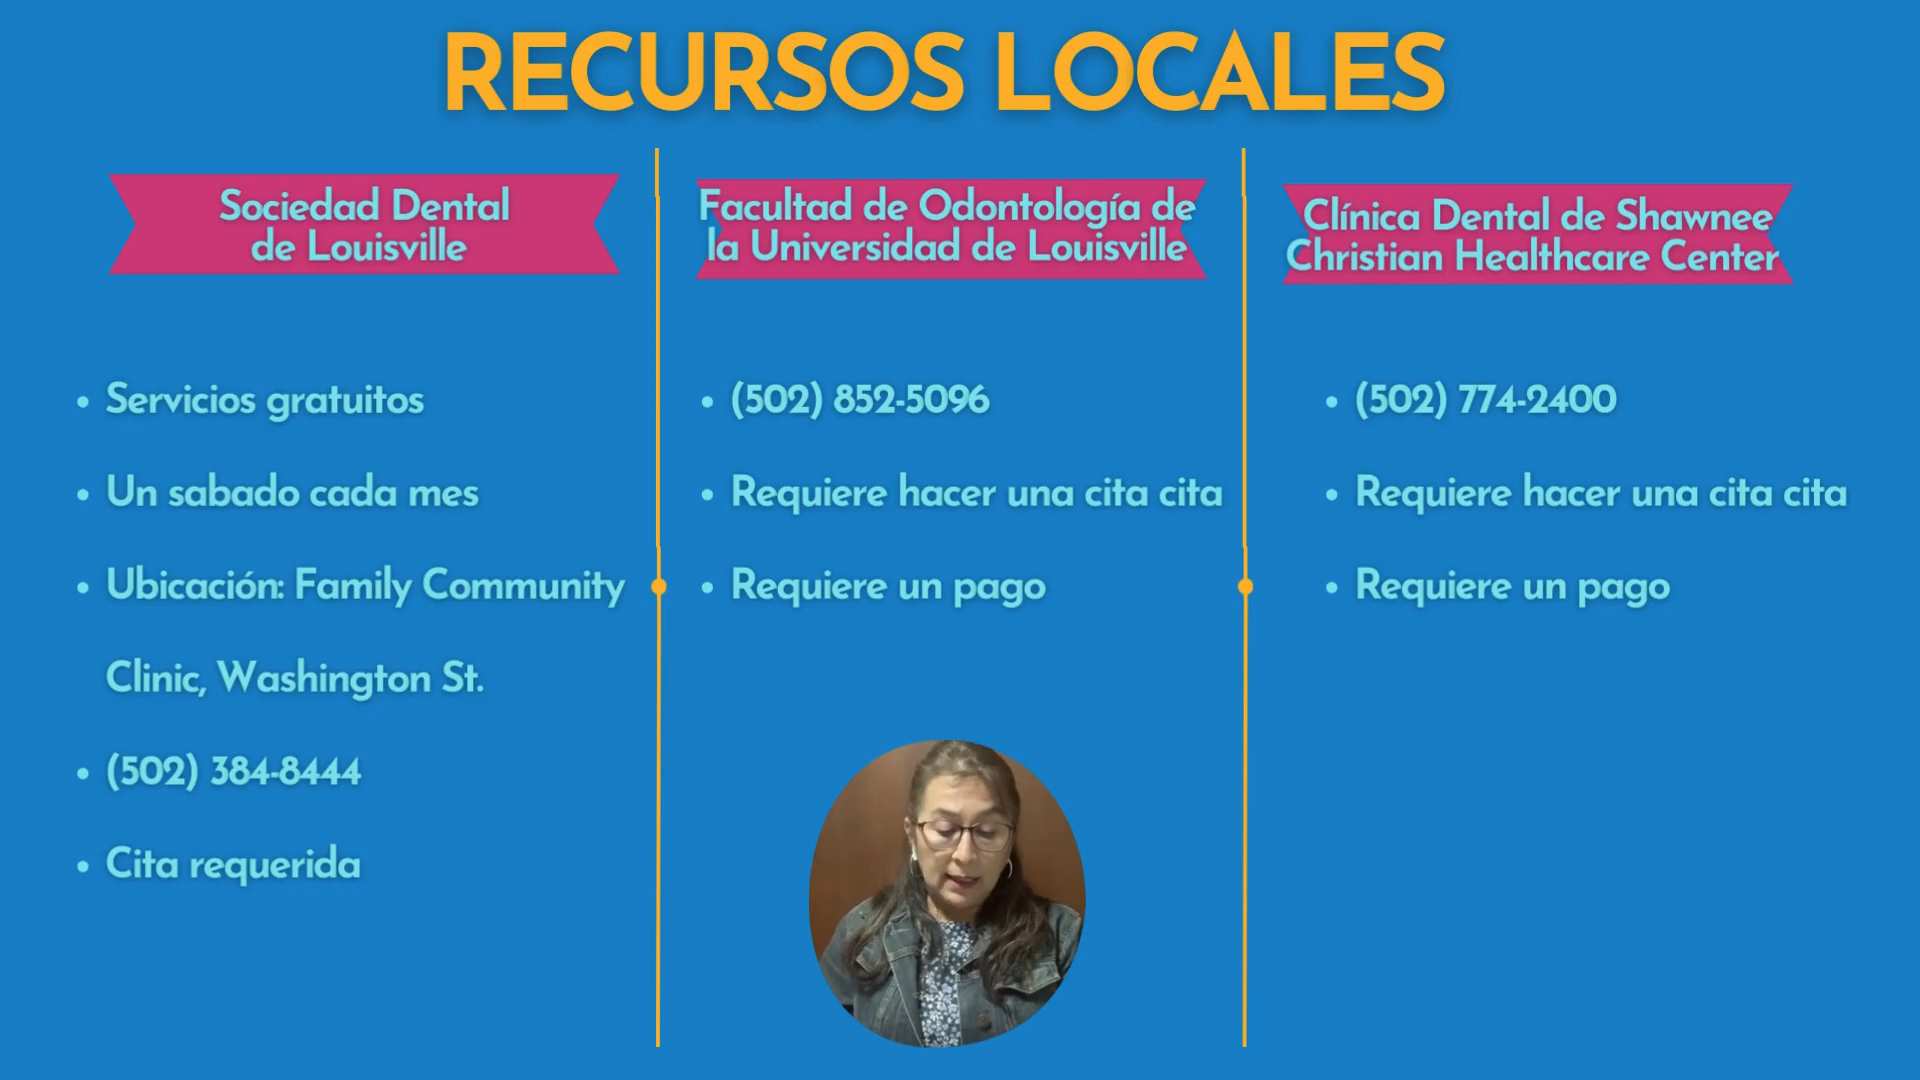 RECURSOS LOCALES
Sociedad Dental
de Louisville
• Servicios gratuitos
• Un sabado cada mes
• Ubicación: Family Community
Clinic, Washington St.
• (502) 384-8444
• Cita requerida
Facultad de Odontología de
la Universidad de Louisville
• (502) 852-5096
• Requiere hacer una cita cita
• Requiere un pago
Clínica Dental de Shawnee
Christian Healthcare Center
• (502) 774-2400
• Requiere hacer una cita cita
• Requiere un pago